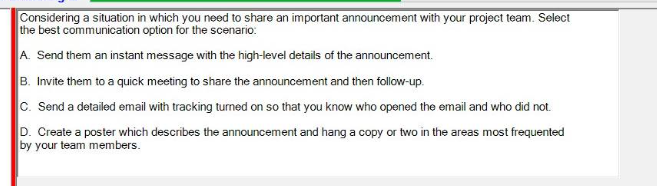 Considering a situation in which you need to share an important announcement with your project team. Select
the best communication option for the scenario:
A. Send them an instant message with the high-level details of the announcement.
B. Invite them to a quick meeting to share the announcement and then follow-up.
C. Send a detailed email with tracking turned on so that you know who opened the email and who did not.
D. Create a poster which describes the announcement and hang a copy or two in the areas most frequented
by your team members.